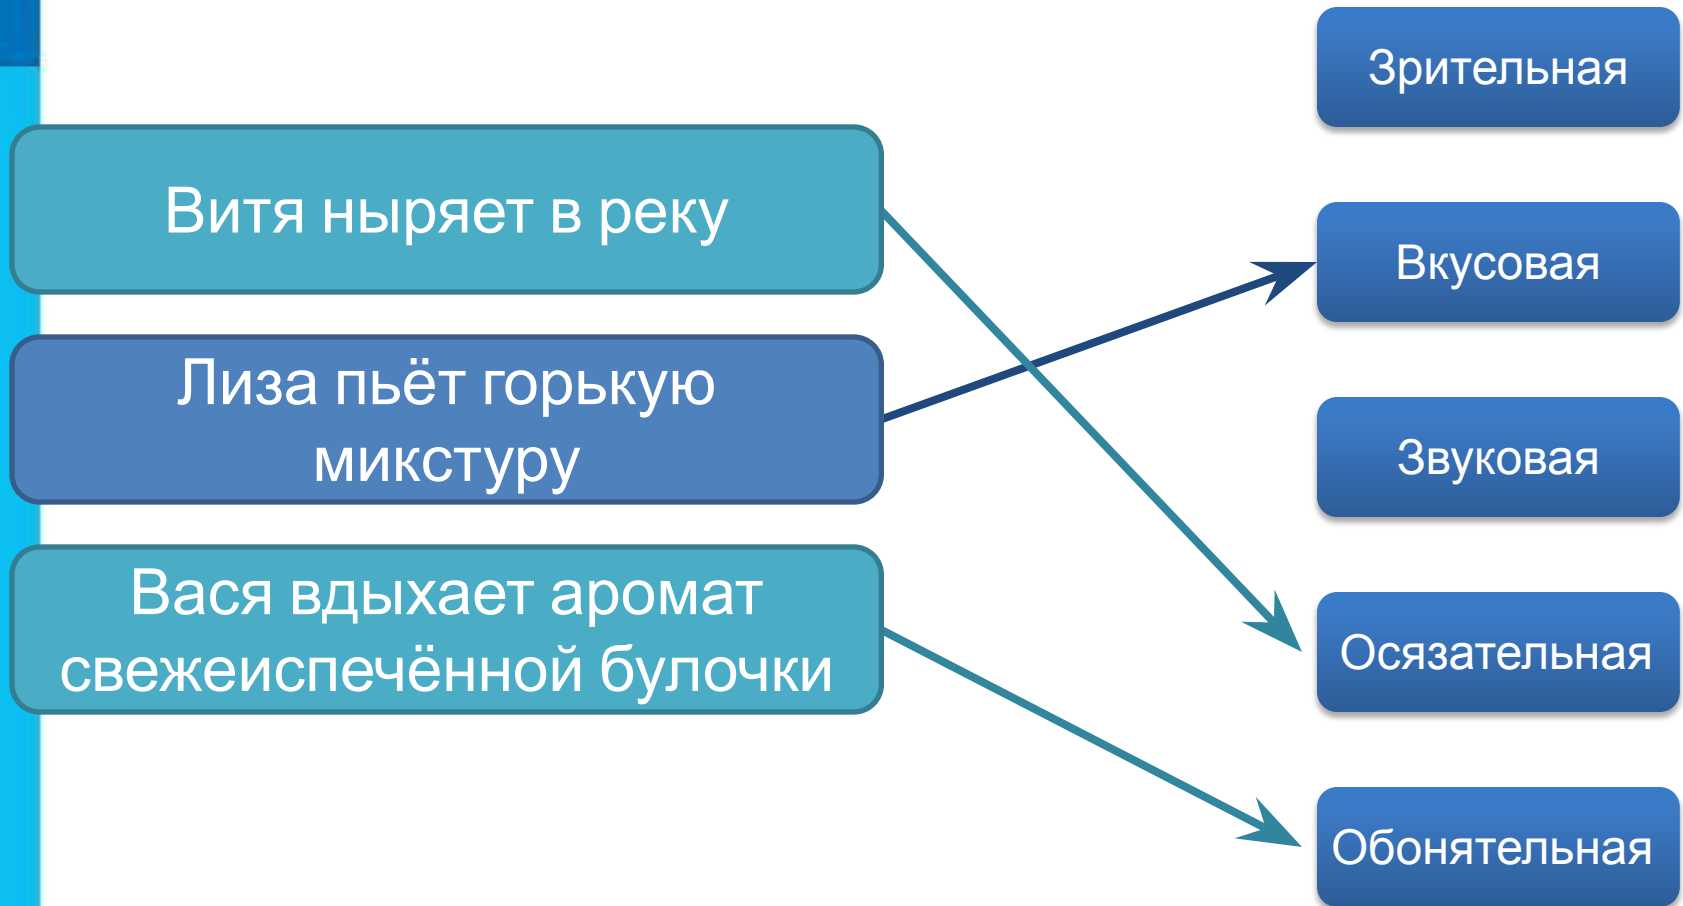 Витя ныряет в реку
Лиза пьёт горькую
микстуру
Вася вдыхает аромат
свежеиспечённой булочки
Зрительная
Вкусовая
Звуковая
Осязательная
Обонятельная